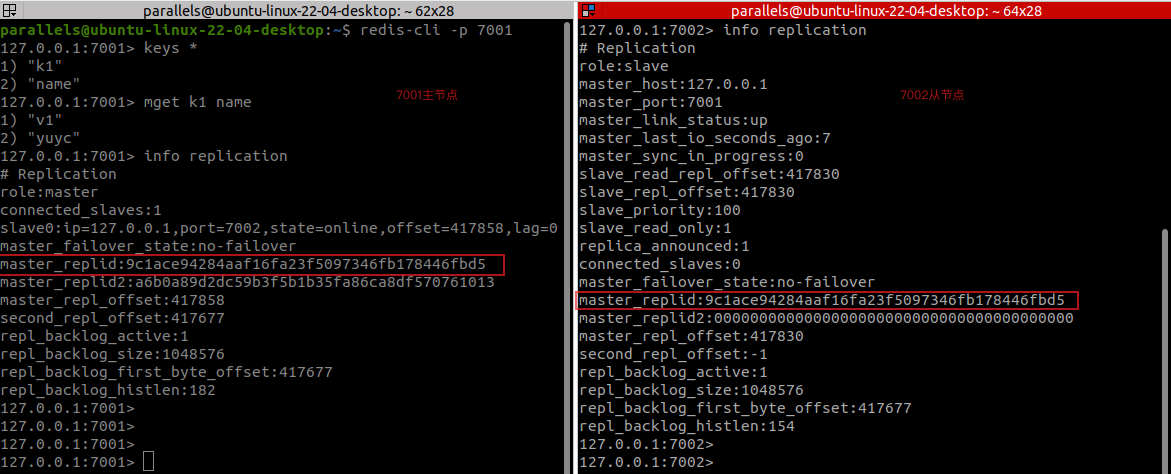 parallels@ubuntu-linux-22-04-desktop: ~ 62x28
parallels@ubuntu-linux-22-04-desktop:~$ redis-cli -p 7001
127.0.0.1:7001> keys *
1) "k1"
2) "name"
127.0.0.1:7001> mget k1 name
1) "v1"
2) "yuyc"
127.0.0.1:7001> info replication
# Replication
role:master
connected_slaves:1
slave0:ip=127.0.0.1,port=7002,state=online,offset=417858,lag=0
master_failover_state:no-failover
master_replid:9c1ace94284aaf16fa23f5097346fb178446fbd5
master_replid2:a6b0a89d2dc59b3f5b1b35fa86ca8df570761013
master_repl_offset:417858
second_repl_offset:417677
repl_backlog_active:1
repl_backlog_size:1048576
repl_backlog_first_byte_offset:417677
repl_backlog_histlen:182
127.0.0.1:7001>
127.0.0.1:7001>
127.0.0.1:7001>
127.0.0.1:7001>
7001主节点
parallels@ubuntu-linux-22-04-desktop: ~ 64x28
127.0.0.1:7002> info replication
# Replication
role:slave
master_host:127.0.0.1
master_port:7001
master_link_status:up
master_last_io_seconds_ago:7
master_sync_in_progress:0
slave_read_repl_offset:417830
slave_repl_offset:417830
slave_priority:100
slave_read_only:1
replica_announced:1
connected_slaves:0
master_failover_state:no-failover
master_replid:9c1ace94284aaf16fa23f5097346fb178446fbd5
master_replid2:0000000000000000000000000000000000000000
master_repl_offset:417830
second_repl_offset:-1
repl_backlog_active:1
repl_backlog_size:1048576
repl_backlog_first_byte_offset:417677
repl_backlog_histlen:154
127.0.0.1:7002>
127.0.0.1:7002>
7002从节点